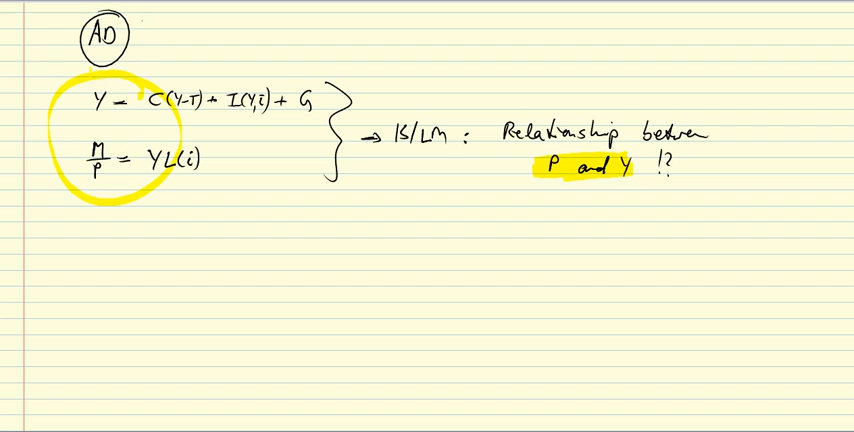 AD
Y = C(Y-T) + I(Y,i) + G
M/P = YL(i)
→ IS/LM : Relationship between
P and Y !?